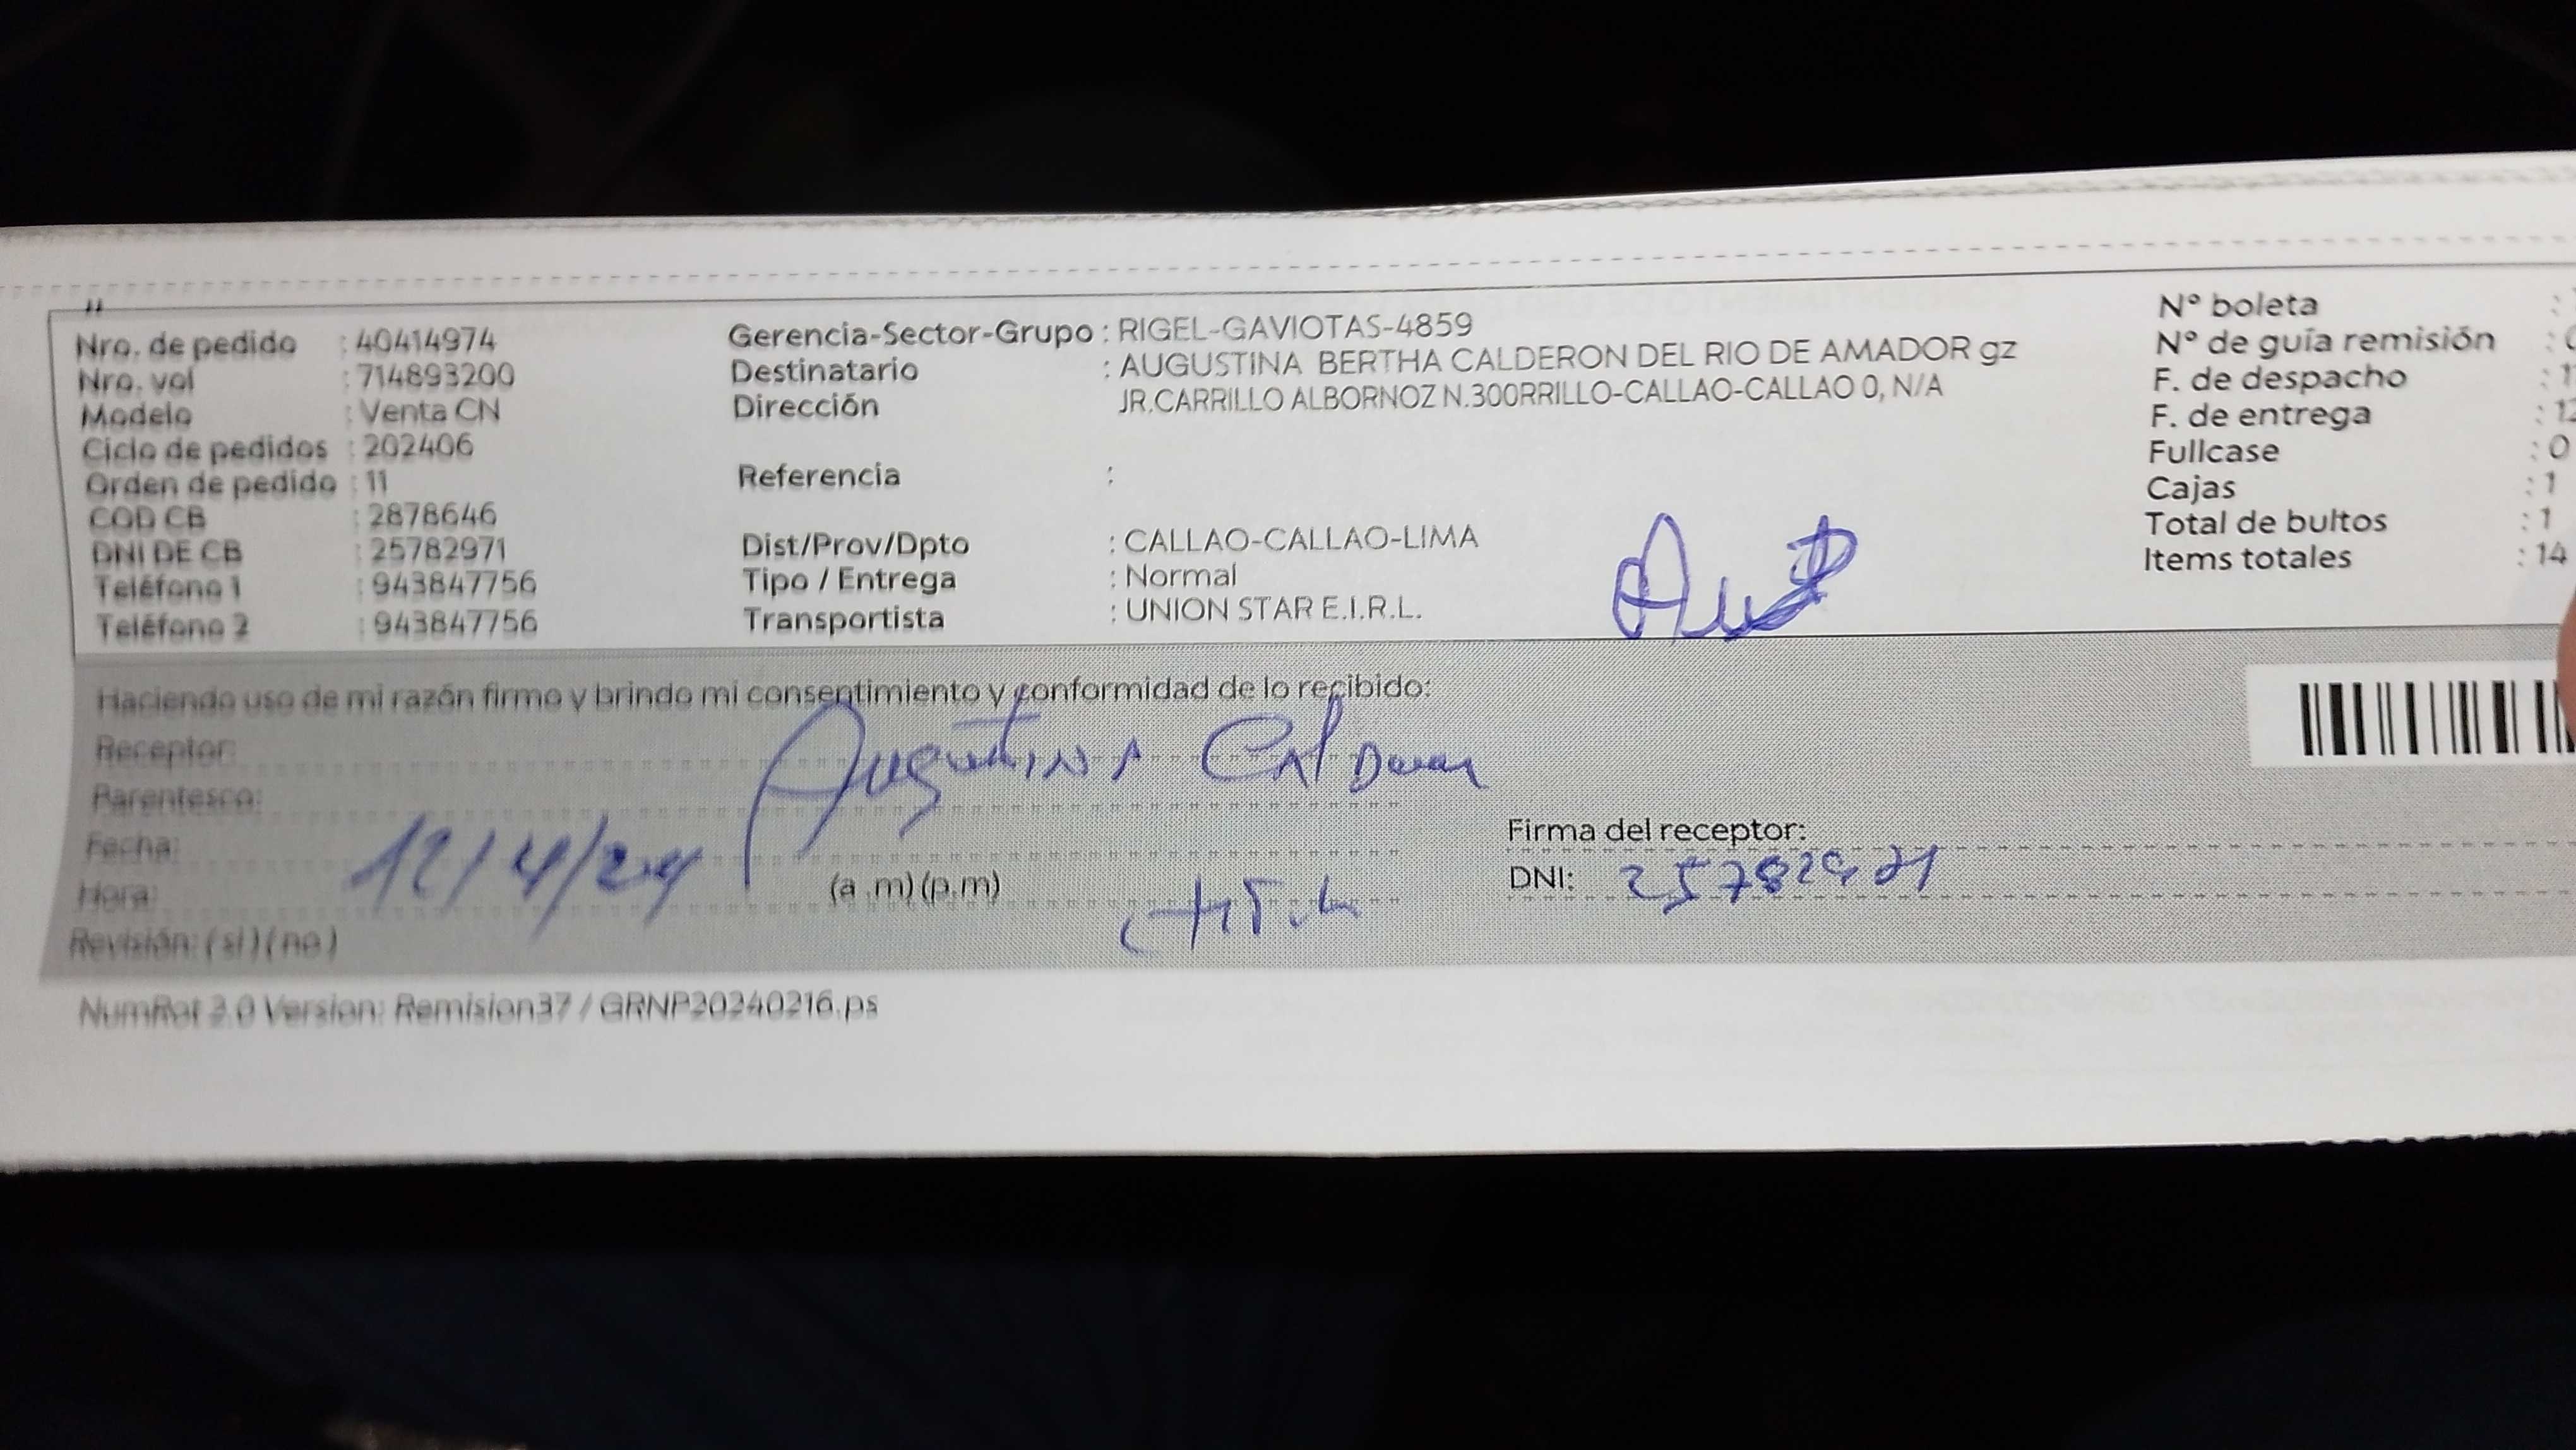 Nro. de pedido : 40414974
Nro. vol : 714893200
Modelo : Venta CN
Ciclo de pedidos : 202406
Orden de pedido : 11
COD CB : 2878646
DNI DE CB : 25782971
Teléfono 1 : 943847756
Teléfono 2 : 943847756
Gerencia-Sector-Grupo : RIGEL-GAVIOTAS-4859
Destinatario : AUGUSTINA BERTHA CALDERON DEL RIO DE AMADOR gz
Dirección JR.CARRILLO ALBORNOZ N.300RRILLO-CALLAO-CALLAO 0, N/A
Referencia :
Dist/Prov/Dpto : CALLAO-CALLAO-LIMA
Tipo / Entrega : Normal
Transportista : UNION STAR E.I.R.L.
N° boleta :
N° de guía remisión :
F. de despacho :
F. de entrega :
Fullcase : 0
Cajas : 1
Total de bultos : 1
Items totales : 14
Haciendo uso de mi razón firmo y brindo mi consentimiento y conformidad de lo recibido:
Receptor: Augustina
Parentesco:
Fecha: 12/4/24
Hora: (a.m)(p.m)
Revisión: (si)(no)
Firma del receptor:
DNI: 25782971
NumRot 2.0 Version: Remision37 / GRNP20240216.ps